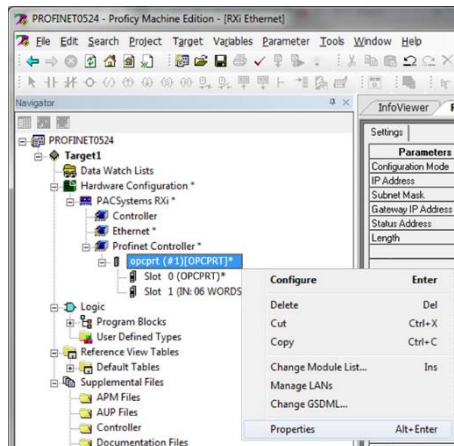 PROFINET0524 - Proficy Machine Edition - [RXi Ethernet]
File Edit Search Project Target Variables Parameter Tools Window Help
Navigator
InfoViewer
PROFINET0524
Target1
Data Watch Lists
Hardware Configuration *
PACSystems RXi *
Controller
Ethernet *
Profinet Controller *
opcprt (#1)[OPCPRT]*
Slot 0 (OPCPRT)*
Slot 1 (IN: 06 WORDS
Logic
Program Blocks
User Defined Types
Reference View Tables
Default Tables
Supplemental Files
APM Files
AUP Files
Controller
Documentation Files
Settings
Parameters
Configuration Mode
IP Address
Subnet Mask
Gateway IP Address
Status Address
Length
Configure Enter
Delete Del
Cut Ctrl+X
Copy Ctrl+C
Change Module List... Ins
Manage LANs
Change GSDML...
Properties Alt+Enter